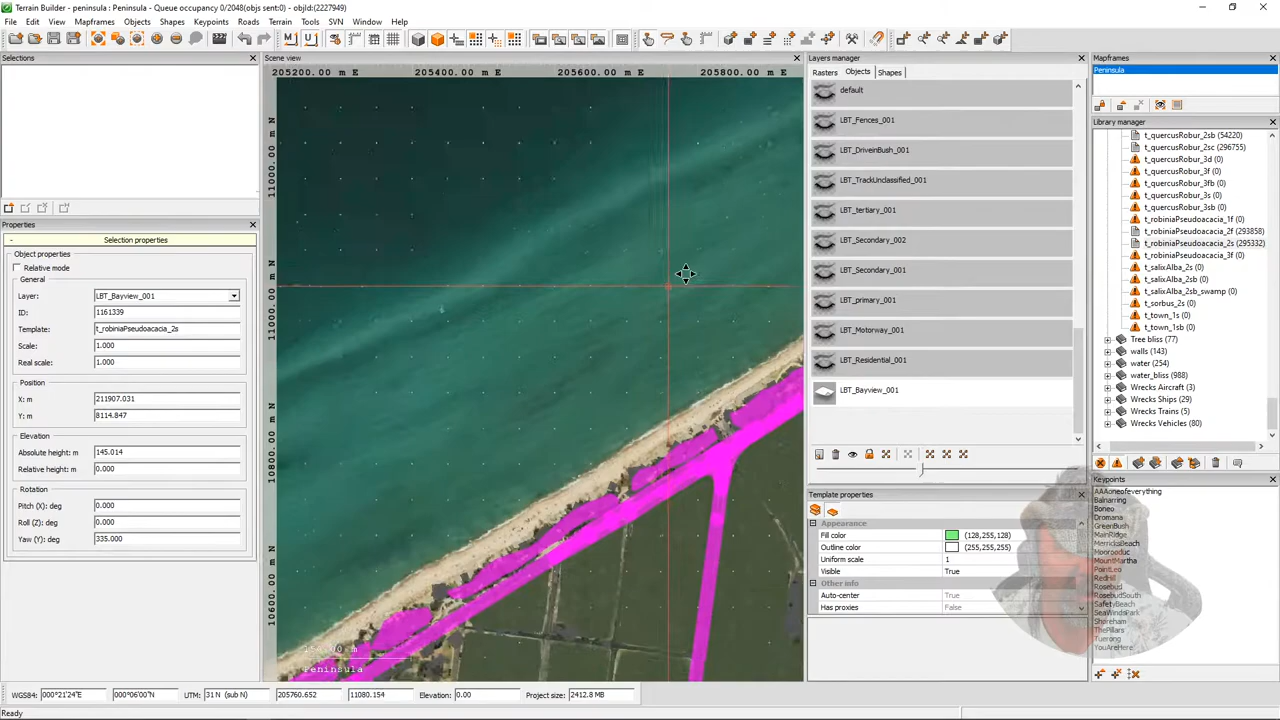 Terrain Builder - peninsula : Peninsula - Queue occupancy 0/2048(objs sent:0) - objId:(2227949)
File Edit View Mapframes Objects Shapes Keypoints Roads Terrain Tools SVN Window Help
Selections
Properties
Selection properties
Object properties
Relative mode
General
Layer: LBT_Bayview_001
ID: 1161339
Template: t_robiniaPseudoacacia_2s
Scale: 1.000
Real scale: 1.000
Position
X: m 211907.031
Y: m 8114.847
Elevation
Absolute height: m 145.014
Relative height: m 0.000
Rotation
Pitch (X): deg 0.000
Roll (Z): deg 0.000
Yaw (Y): deg 335.000
Scene view
205200.00 m E 205400.00 m E 205600.00 m E 205800.00 m E
10800.00 m N
10600.00 m N
Peninsula
Layers manager
Rasters Objects Shapes
default
LBT_Fences_001
LBT_DriveinBush_001
LBT_TrackUnclassified_001
LBT_tertiary_001
LBT_Secondary_002
LBT_Secondary_001
LBT_primary_001
LBT_Motorway_001
LBT_Residential_001
LBT_Bayview_001
Template properties
Appearance
Fill color (128,255,128)
Outline color (255,255,255)
Uniform scale 1
Visible True
Other info
Auto-center True
Has proxies False
Mapframes
Peninsula
Library manager
t_quercusRobur_2sb (54220)
t_quercusRobur_2sc (296755)
t_quercusRobur_3d (0)
t_quercusRobur_3f (0)
t_quercusRobur_3fb (0)
t_quercusRobur_3s (0)
t_quercusRobur_3sb (0)
t_robiniaPseudoacacia_1f (0)
t_robiniaPseudoacacia_2f (293858)
t_robiniaPseudoacacia_2s (295332)
t_robiniaPseudoacacia_3f (0)
t_salixAlba_2s (0)
t_salixAlba_2sb (0)
t_salixAlba_2sb_swamp (0)
t_sorbus_2s (0)
t_town_1s (0)
t_town_1sb (0)
Tree bliss (77)
walls (143)
water (254)
water_bliss (988)
Wrecks Aircraft (3)
Wrecks Ships (29)
Wrecks Trains (5)
Wrecks Vehicles (80)
Keypoints
AAAoneofeverything
Balnarring
Boneo
Dromana
GreenBush
MainRidge
MerricksBeach
Moorooduc
MountMartha
PointLeo
RedHill
Rosebud
RosebudSouth
SafetyBeach
SeaWindsPark
Shoreham
ThePillars
Tuerong
YouAreHere
WGS84: 000°21'24"E 000°06'00"N UTM: 31 N (sub N) 205760.652 11080.154 Elevation: 0.00 Project size: 2412.8 MB
Ready